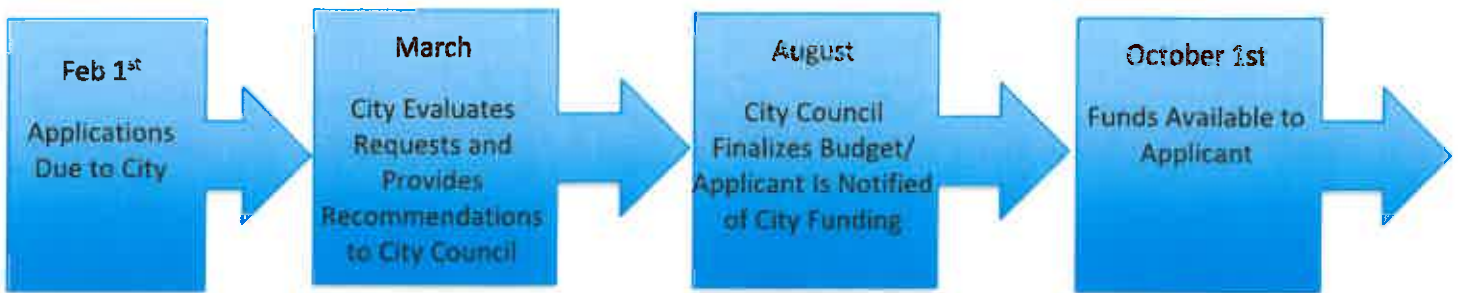 Feb 1st
Applications
Due to City
March
City Evaluates
Requests and
Provides
Recommendations
to City Council
August
City Council
Finalizes Budget/
Applicant Is Notified
of City Funding
October 1st
Funds Available to
Applicant